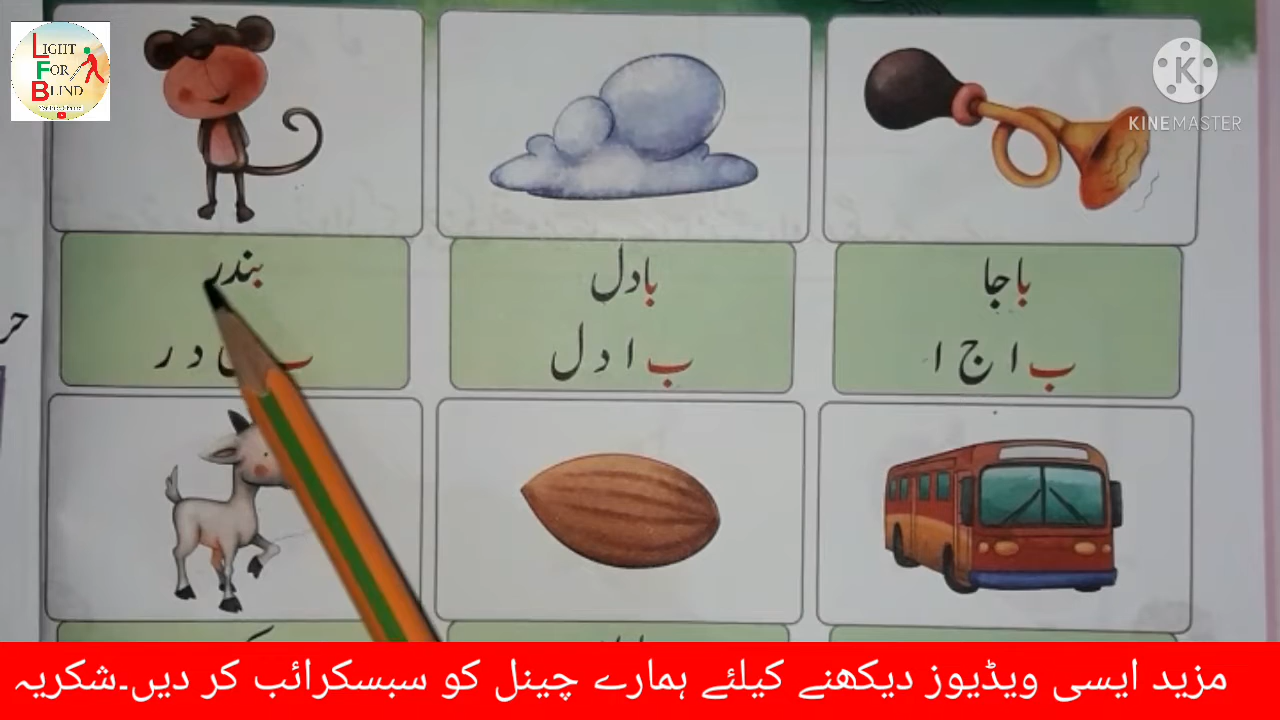 LIGHT
FOR
BLIND
KINEMASTER
باجا
ب ا ج ا
بادل
ب ا د ل
بندر
ب د ر
مزید ایسی ویڈیوز دیکھنے کیلئے ہمارے چینل کو سبسکرائب کر دیں۔شکریہ